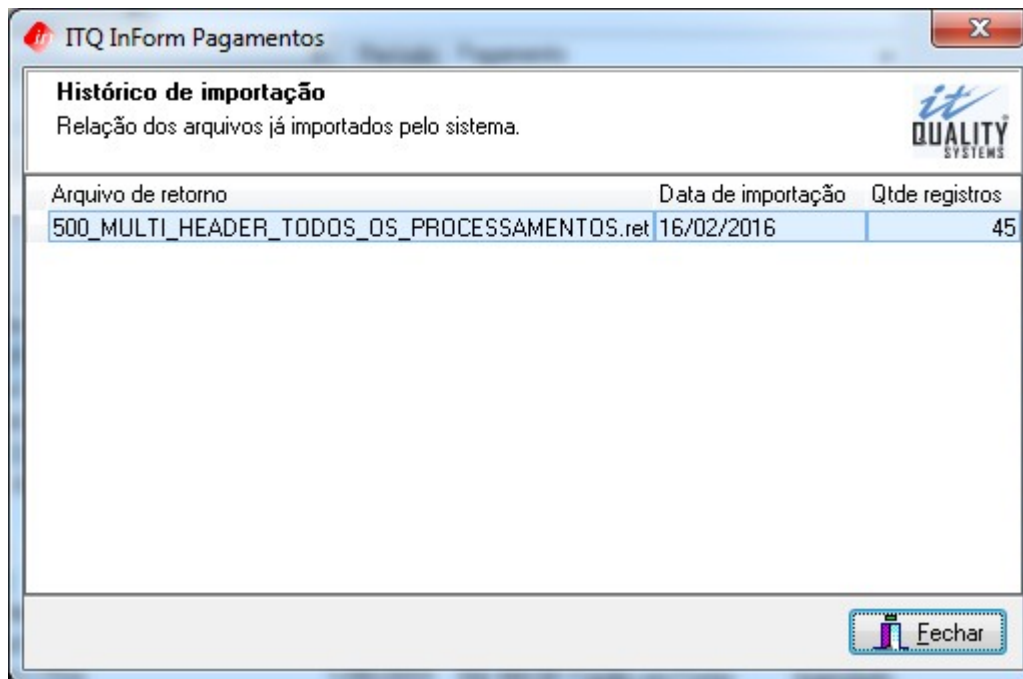 ITQ InForm Pagamentos
Histórico de importação
Relação dos arquivos já importados pelo sistema.
it
QUALITY
SYSTEMS
Arquivo de retorno Data de importação Qtde registros
500_MULTI_HEADER_TODOS_OS_PROCESSAMENTOS.ret 16/02/2016 45
Fechar